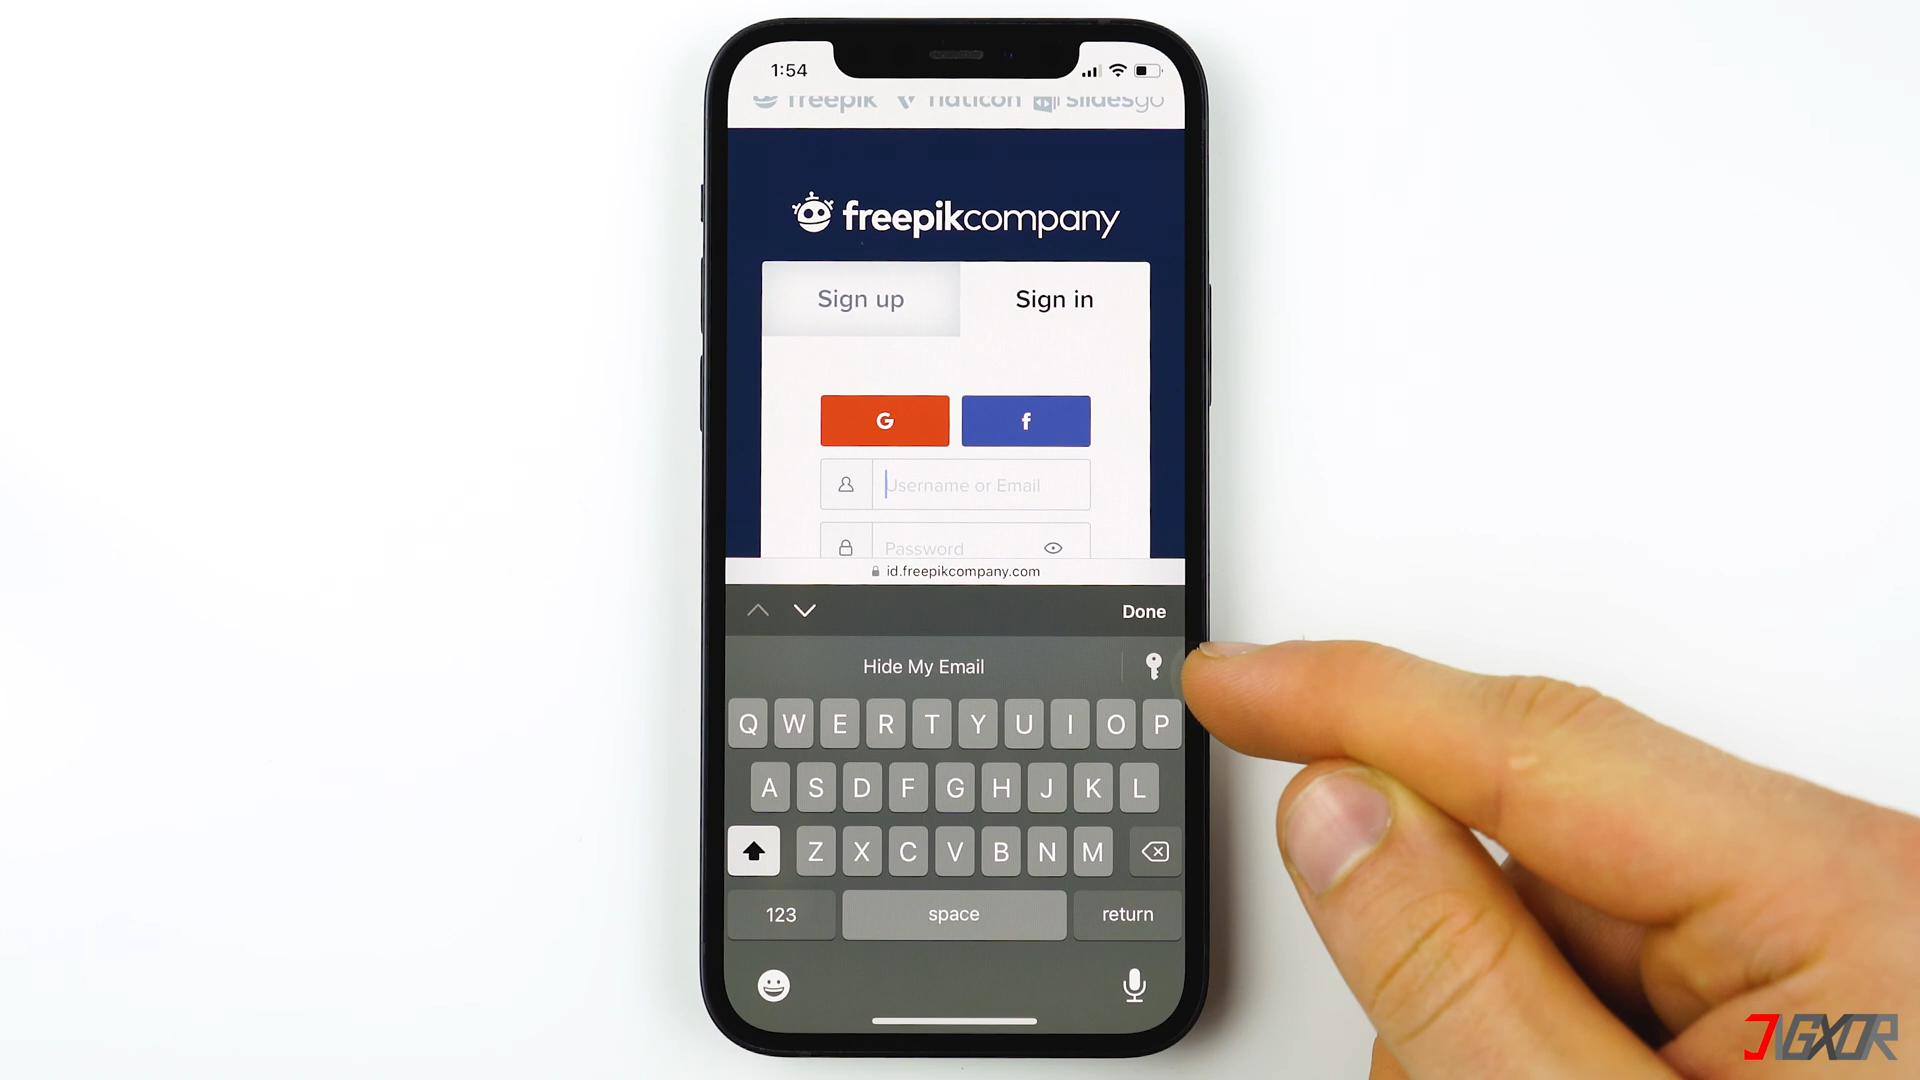 1:54
freepik flaticon slidesgo
freepikcompany
Sign up Sign in
G f
Username or Email
Password
id.freepikcompany.com
Done
Hide My Email
Q W E R T Y U I O P
A S D F G H J K L
Z X C V B N M
123 space return
JIGXOR